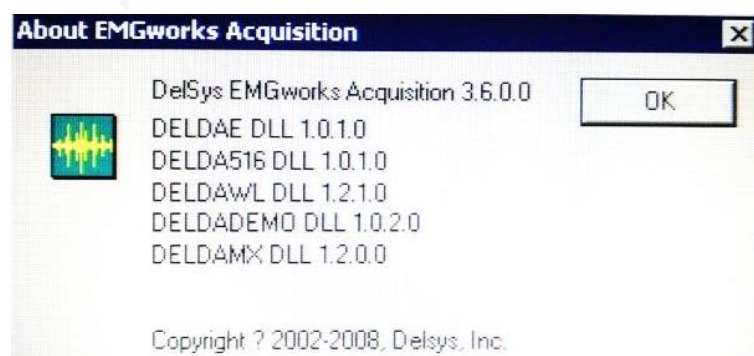 About EMGworks Acquisition
DelSys EMGworks Acquisition 3.6.0.0
OK
DELDAE DLL 1.0.1.0
DELDA516 DLL 1.0.1.0
DELDAWL DLL 1.2.1.0
DELDADEMO DLL 1.0.2.0
DELDAMX DLL 1.2.0.0
Copyright ? 2002-2008, Delsys, Inc.